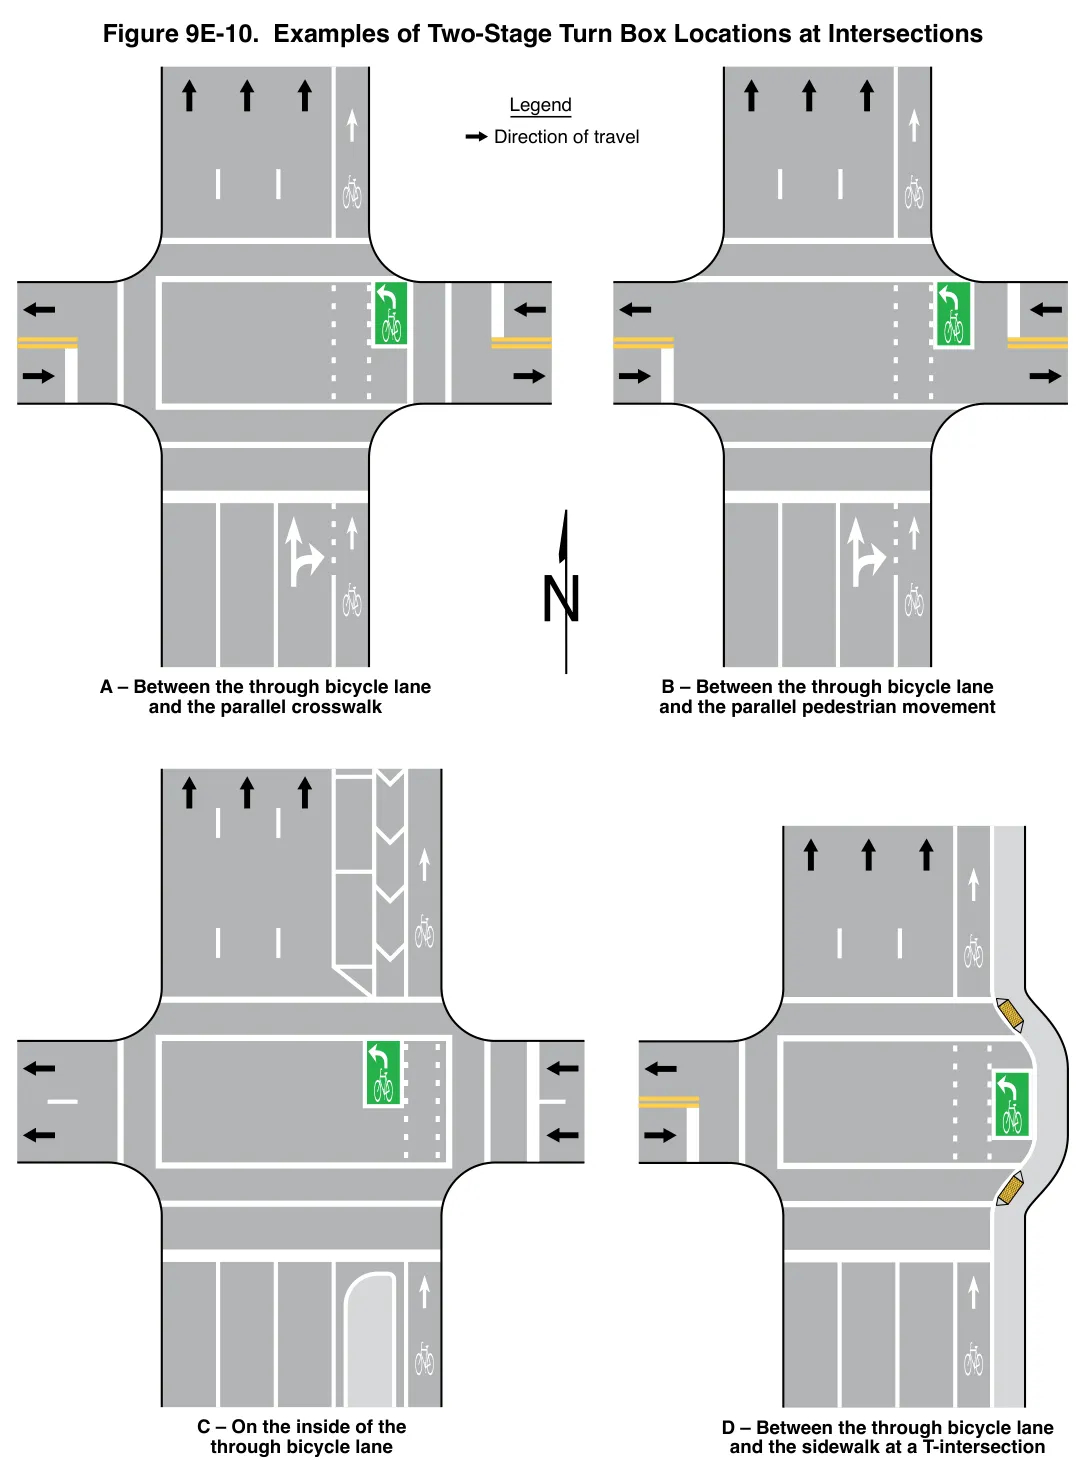 Figure 9E-10.  Examples of Two-Stage Turn Box Locations at Intersections
Legend
Direction of travel
N
A – Between the through bicycle lane
and the parallel crosswalk
B – Between the through bicycle lane
and the parallel pedestrian movement
C – On the inside of the
through bicycle lane
D – Between the through bicycle lane
and the sidewalk at a T-intersection